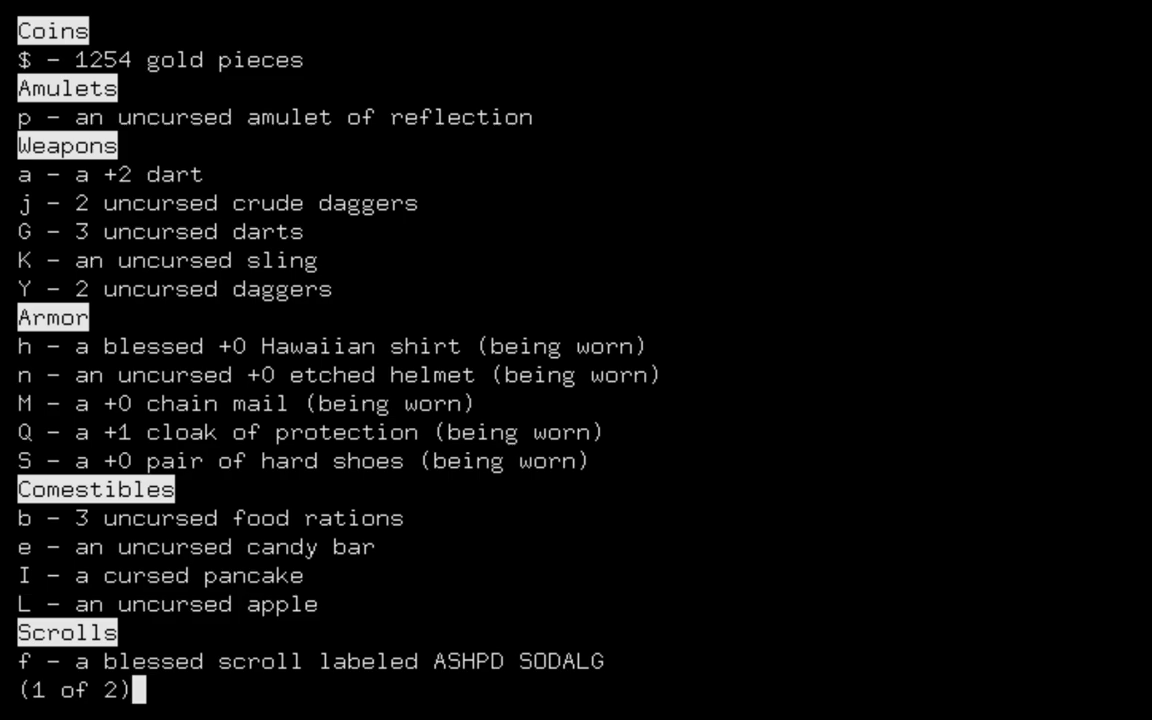 Coins
$ - 1254 gold pieces
Amulets
p - an uncursed amulet of reflection
Weapons
a - a +2 dart
j - 2 uncursed crude daggers
G - 3 uncursed darts
K - an uncursed sling
Y - 2 uncursed daggers
Armor
h - a blessed +0 Hawaiian shirt (being worn)
n - an uncursed +0 etched helmet (being worn)
M - a +0 chain mail (being worn)
Q - a +1 cloak of protection (being worn)
S - a +0 pair of hard shoes (being worn)
Comestibles
b - 3 uncursed food rations
e - an uncursed candy bar
I - a cursed pancake
L - an uncursed apple
Scrolls
f - a blessed scroll labeled ASHPD SODALG
(1 of 2)